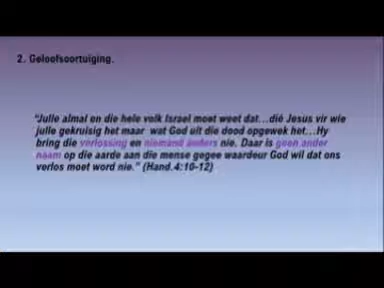 2. Geloofsoortuiging.
"Julle almal en die hele volk Israel moet weet dat…dié Jesus vir wie
julle gekruisig het maar wat God uit die dood opgewek het…Hy
bring die verlossing en niemand anders nie. Daar is geen ander
naam op die aarde aan die mense gegee waardeur God wil dat ons
verlos moet word nie." (Hand.4:10-12)